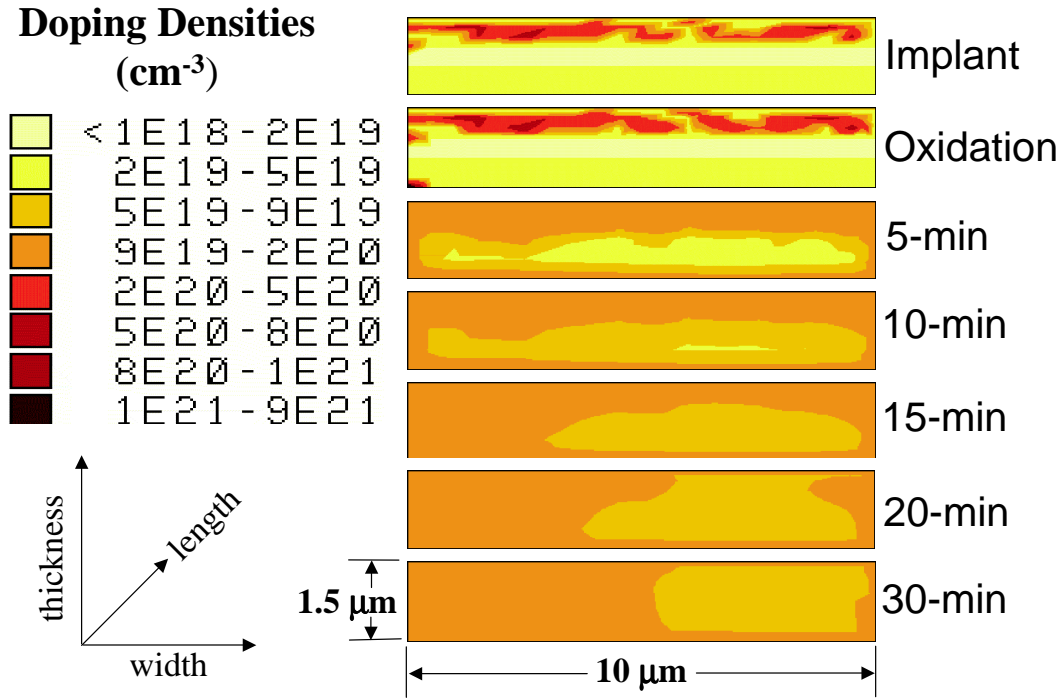 Doping Densities
(cm-3)
< 1E18-2E19
2E19-5E19
5E19-9E19
9E19-2E20
2E20-5E20
5E20-8E20
8E20-1E21
1E21-9E21
Implant
Oxidation
5-min
10-min
15-min
20-min
30-min
thickness
length
width
1.5 μm
10 μm